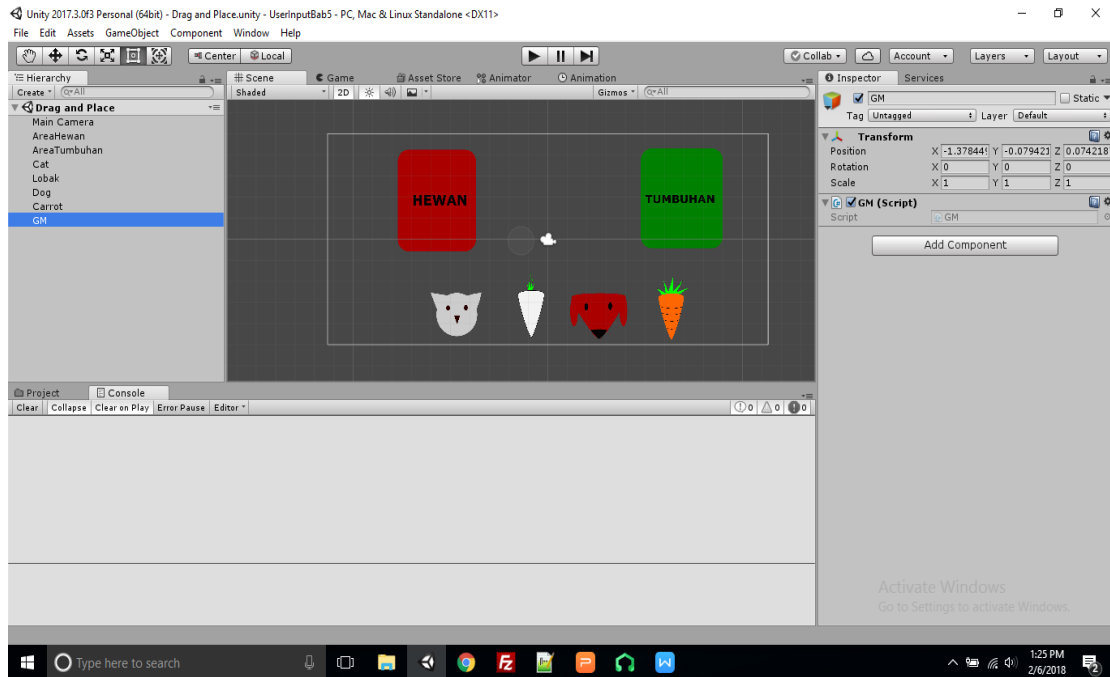 Unity 2017.3.0f3 Personal (64bit) - Drag and Place.unity - UserInputBab5 - PC, Mac & Linux Standalone <DX11>
File Edit Assets GameObject Component Window Help
Center Local Collab Account Layers Layout
Hierarchy
Create All
Drag and Place
Main Camera
AreaHewan
AreaTumbuhan
Cat
Lobak
Dog
Carrot
GM
Scene Game Asset Store Animator Animation
Shaded 2D Gizmos All
HEWAN
TUMBUHAN
Inspector Services
GM Static
Tag Untagged Layer Default
Transform
Position X -1.37844 Y -0.079421 Z 0.074218
Rotation X 0 Y 0 Z 0
Scale X 1 Y 1 Z 1
GM (Script)
Script GM
Add Component
Project Console
Clear Collapse Clear on Play Error Pause Editor 0 0 0
Activate Windows
Go to Settings to activate Windows.
Type here to search
1:25 PM
2/6/2018
2